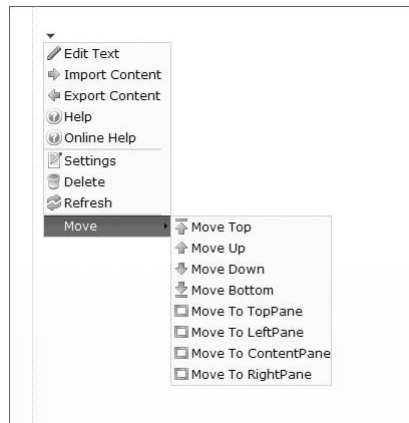 Edit Text
Import Content
Export Content
Help
Online Help
Settings
Delete
Refresh
Move
Move Top
Move Up
Move Down
Move Bottom
Move To TopPane
Move To LeftPane
Move To ContentPane
Move To RightPane